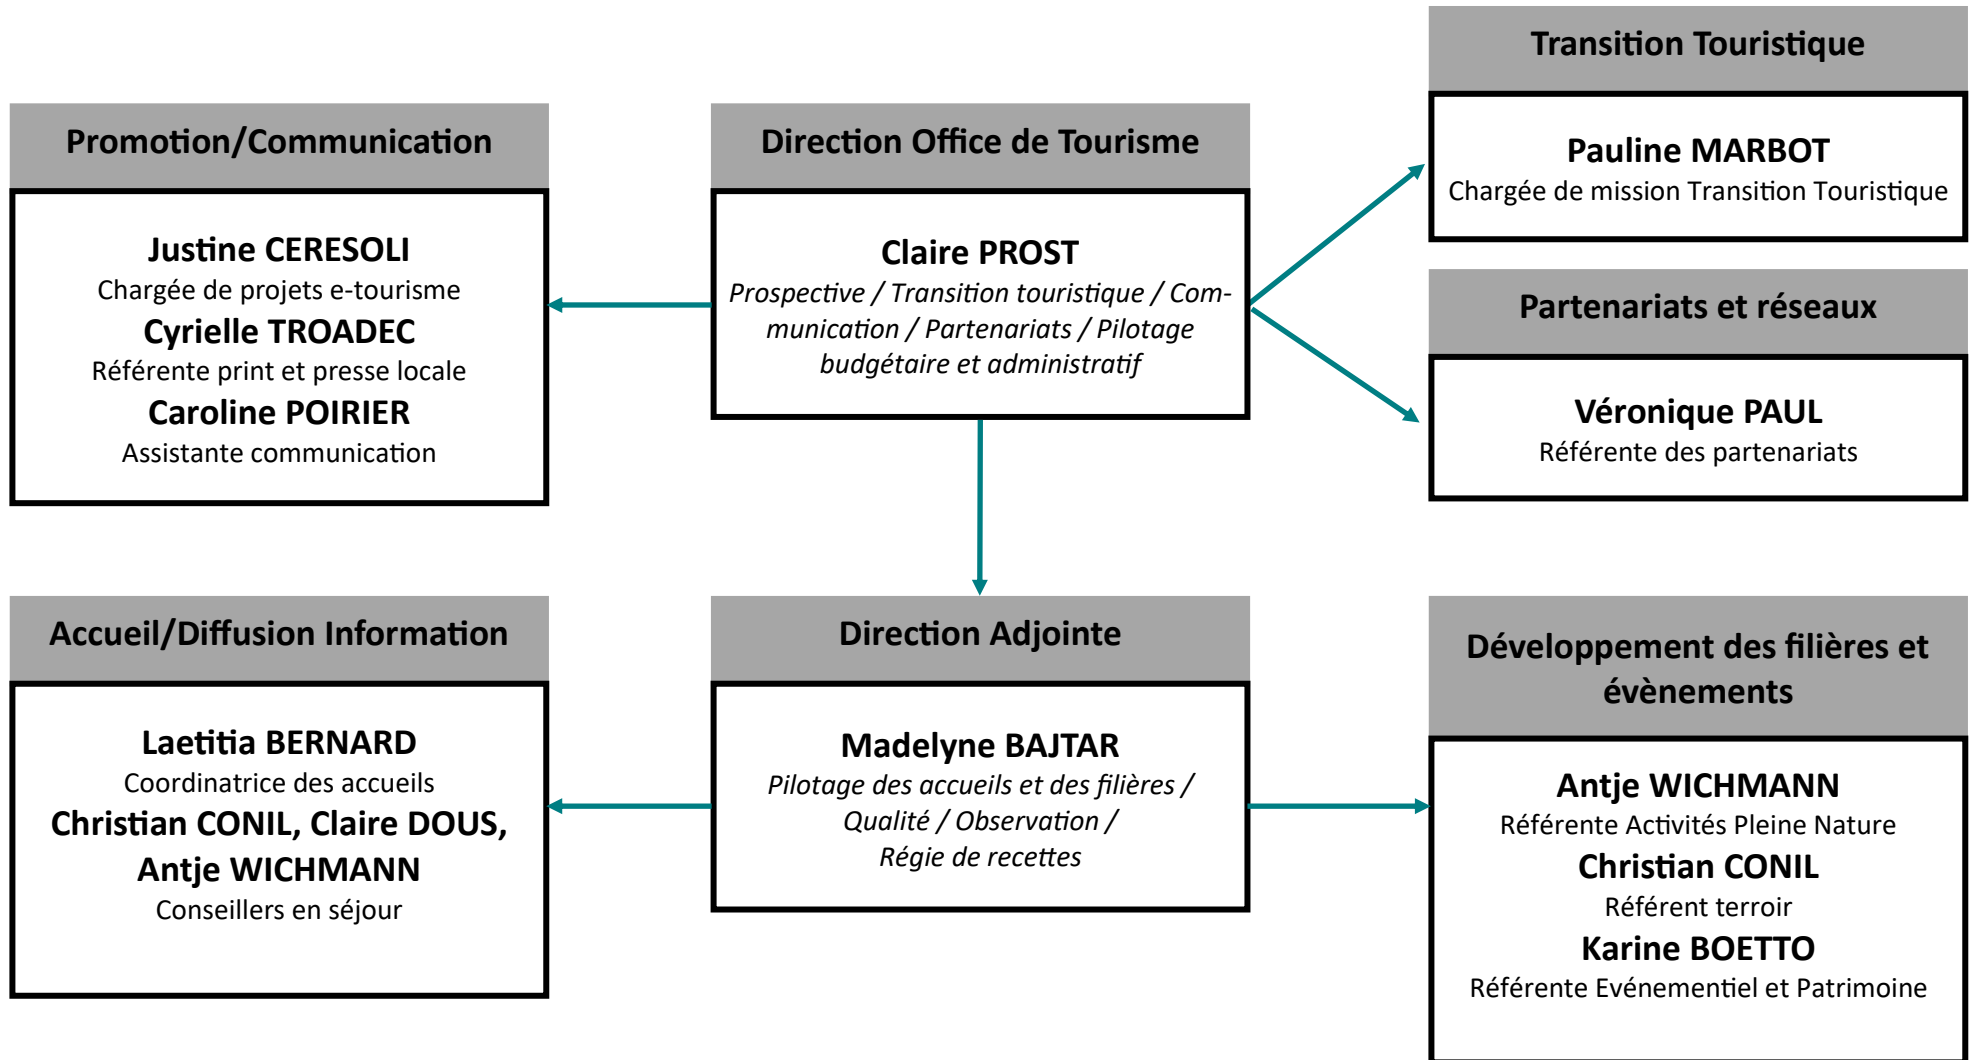 Transition Touristique
Pauline MARBOT
Chargée de mission Transition Touristique
Promotion/Communication
Justine CERESOLI
Chargée de projets e-tourisme
Cyrielle TROADEC
Référente print et presse locale
Caroline POIRIER
Assistante communication
Direction Office de Tourisme
Claire PROST
Prospective / Transition touristique / Com-
munication / Partenariats / Pilotage
budgétaire et administratif
Partenariats et réseaux
Véronique PAUL
Référente des partenariats
Accueil/Diffusion Information
Laetitia BERNARD
Coordinatrice des accueils
Christian CONIL, Claire DOUS,
Antje WICHMANN
Conseillers en séjour
Direction Adjointe
Madelyne BAJTAR
Pilotage des accueils et des filières /
Qualité / Observation /
Régie de recettes
Développement des filières et
évènements
Antje WICHMANN
Référente Activités Pleine Nature
Christian CONIL
Référent terroir
Karine BOETTO
Référente Evénementiel et Patrimoine